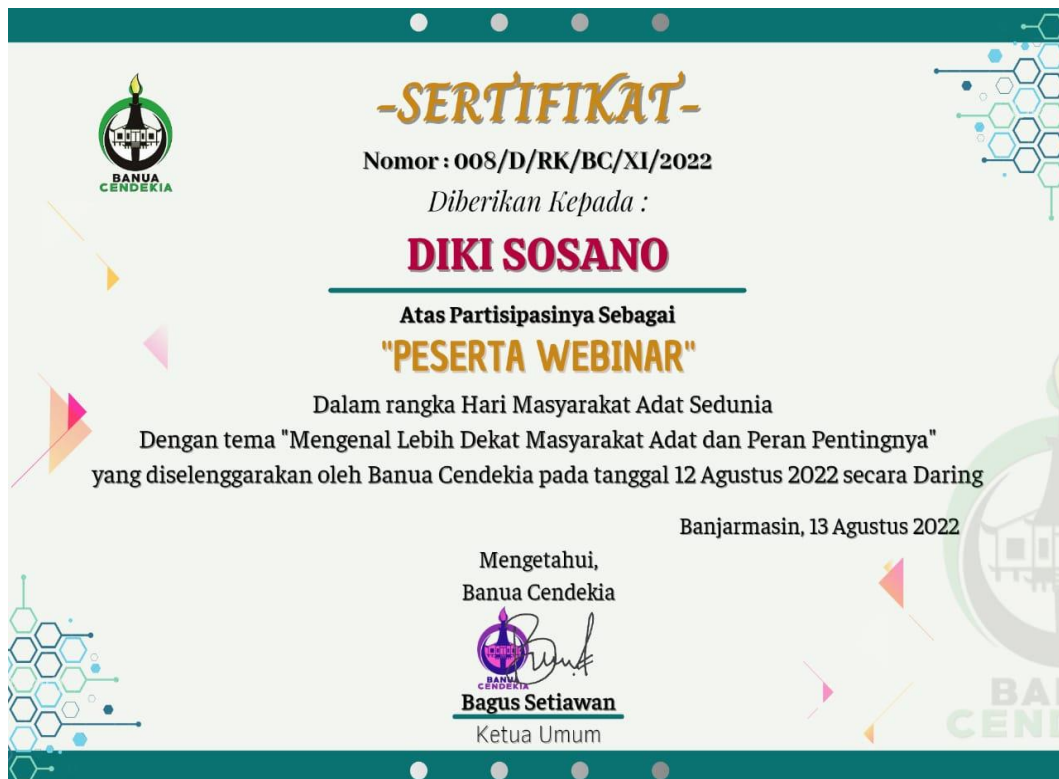 BANUA
CENDEKIA
-SERTIFIKAT-
Nomor : 008/D/RK/BC/XI/2022
Diberikan Kepada :
DIKI SOSANO
Atas Partisipasinya Sebagai
"PESERTA WEBINAR"
Dalam rangka Hari Masyarakat Adat Sedunia
Dengan tema "Mengenal Lebih Dekat Masyarakat Adat dan Peran Pentingnya"
yang diselenggarakan oleh Banua Cendekia pada tanggal 12 Agustus 2022 secara Daring
Banjarmasin, 13 Agustus 2022
Mengetahui,
Banua Cendekia
BANUA
CENDEKIA
Bagus Setiawan
Ketua Umum